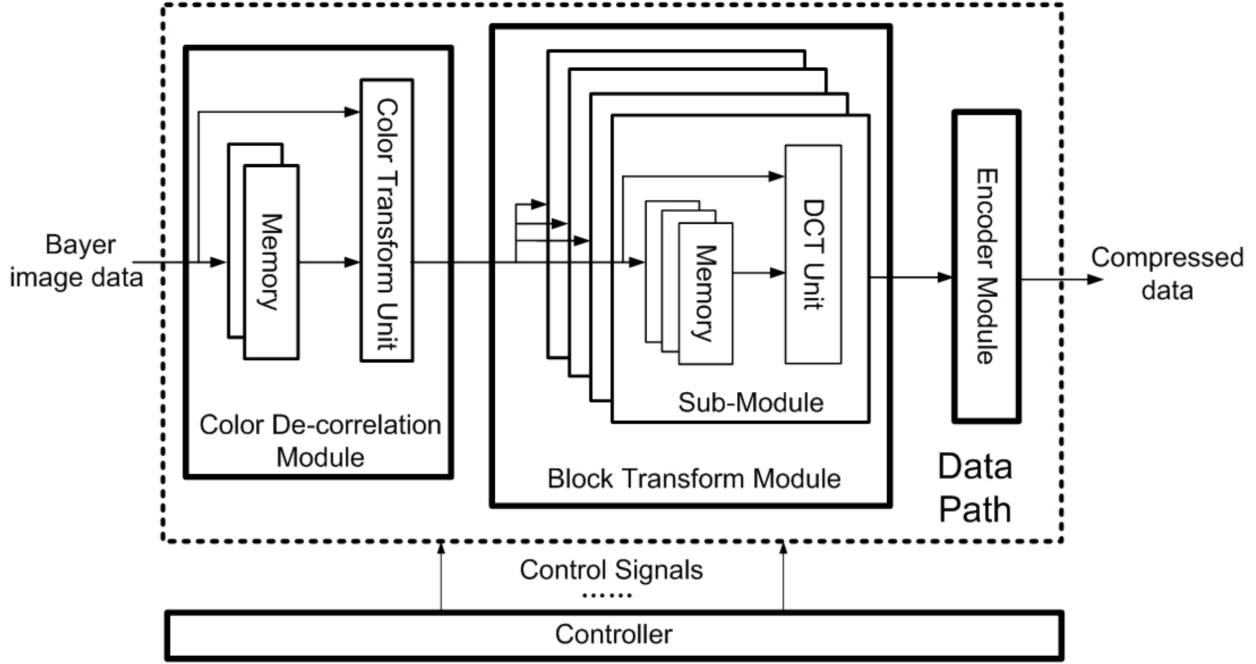 Bayer
image data
Memory
Color Transform Unit
Color De-correlation
Module
Memory
DCT Unit
Sub-Module
Block Transform Module
Encoder Module
Data
Path
Compressed
data
Control Signals
......
Controller